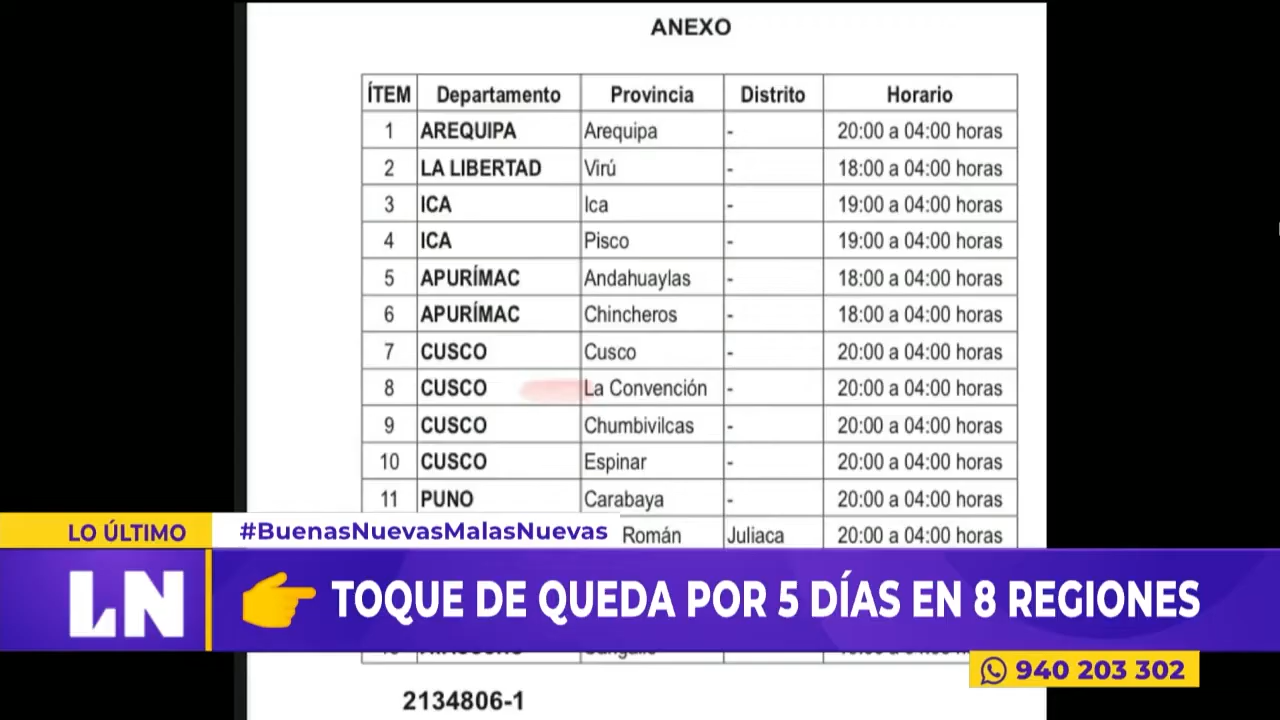 ANEXO
ÍTEM Departamento Provincia Distrito Horario
1 AREQUIPA Arequipa - 20:00 a 04:00 horas
2 LA LIBERTAD Virú - 18:00 a 04:00 horas
3 ICA Ica - 19:00 a 04:00 horas
4 ICA Pisco - 19:00 a 04:00 horas
5 APURÍMAC Andahuaylas - 18:00 a 04:00 horas
6 APURÍMAC Chincheros - 18:00 a 04:00 horas
7 CUSCO Cusco - 20:00 a 04:00 horas
8 CUSCO La Convención - 20:00 a 04:00 horas
9 CUSCO Chumbivilcas - 20:00 a 04:00 horas
10 CUSCO Espinar - 20:00 a 04:00 horas
11 PUNO Carabaya - 20:00 a 04:00 horas
Román Juliaca 20:00 a 04:00 horas
LO ÚLTIMO #BuenasNuevasMalasNuevas
LN TOQUE DE QUEDA POR 5 DÍAS EN 8 REGIONES
940 203 302
2134806-1